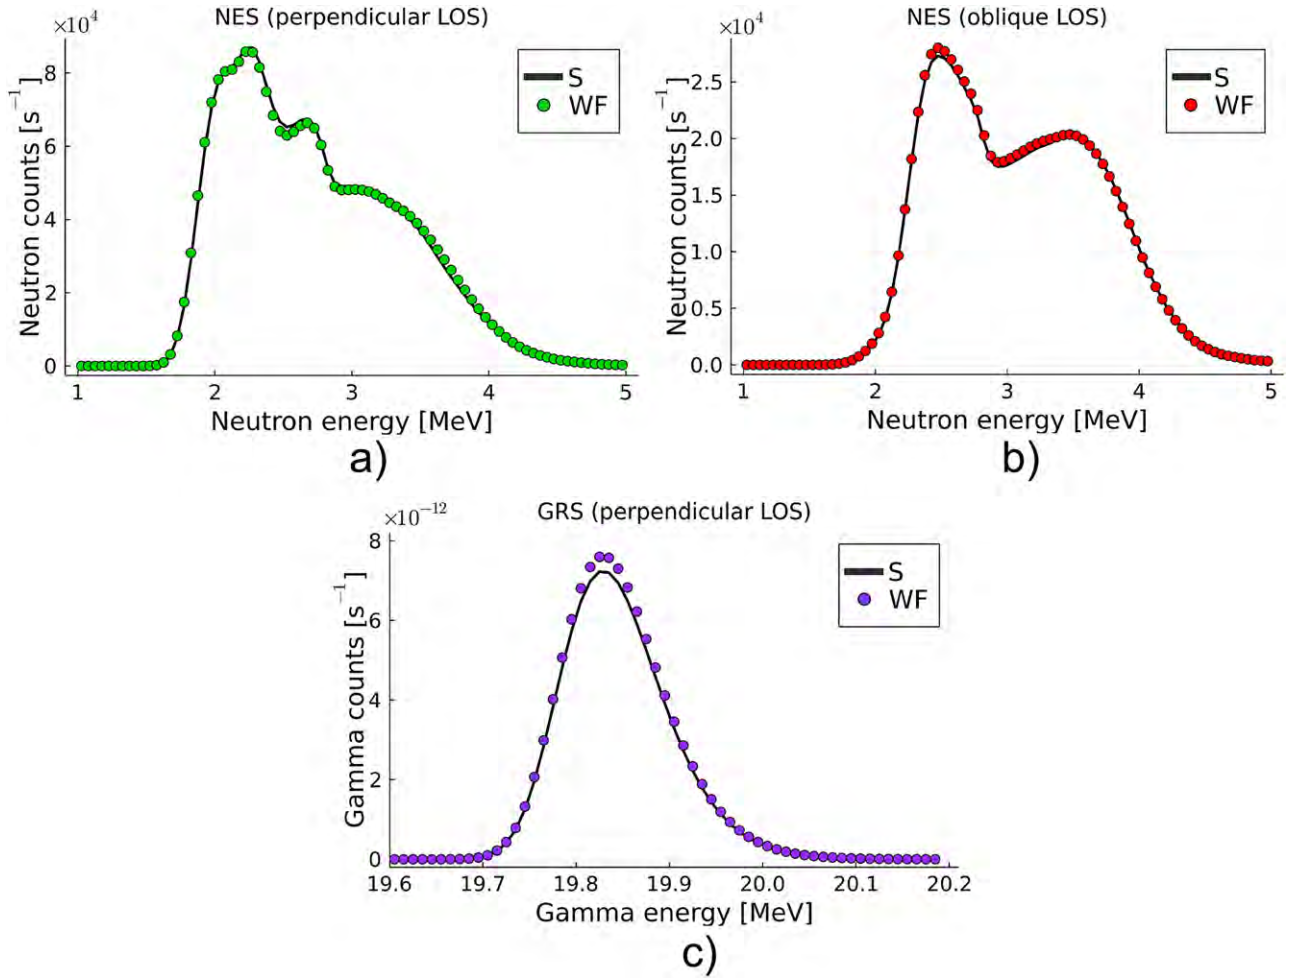 NES (perpendicular LOS)
×10⁴
Neutron counts [s⁻¹]
8
6
4
2
0
1 2 3 4 5
Neutron energy [MeV]
S
WF
a)
NES (oblique LOS)
×10⁴
Neutron counts [s⁻¹]
2.5
2.0
1.5
1.0
0.5
0.0
1 2 3 4 5
Neutron energy [MeV]
S
WF
b)
GRS (perpendicular LOS)
×10⁻¹²
Gamma counts [s⁻¹]
8
6
4
2
0
19.6 19.7 19.8 19.9 20.0 20.1 20.2
Gamma energy [MeV]
S
WF
c)